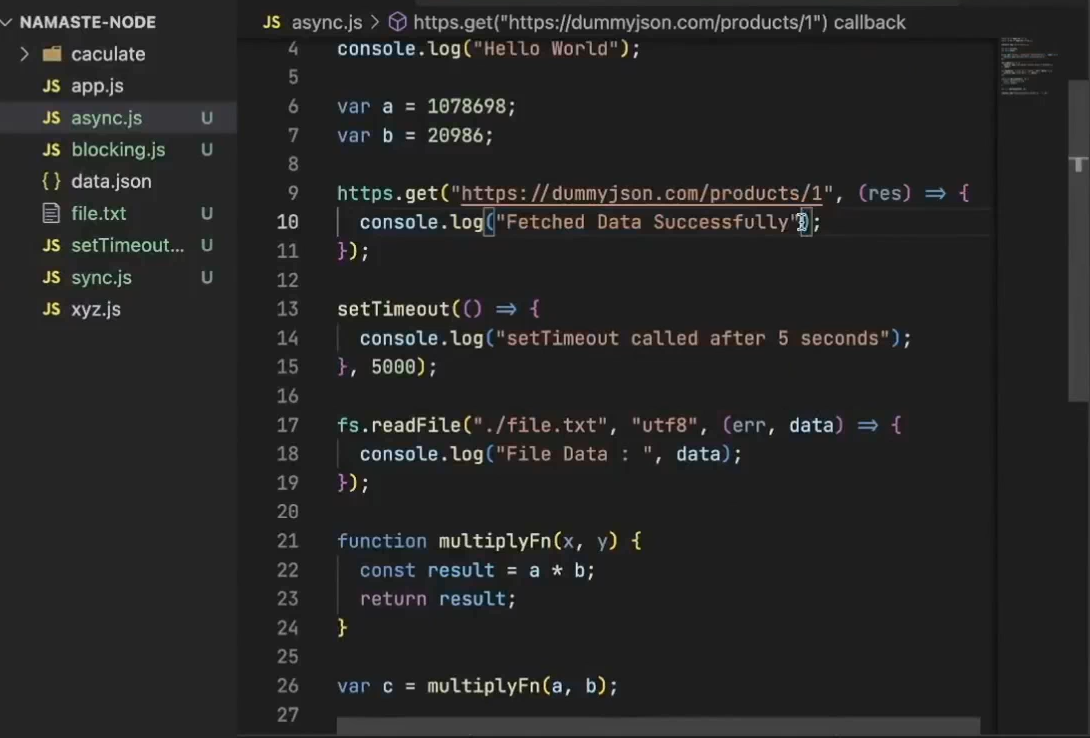 NAMASTE-NODE
caculate
JS app.js
JS async.js U
JS blocking.js U
{} data.json
file.txt U
JS setTimeout... U
JS sync.js U
JS xyz.js
JS async.js > https.get("https://dummyjson.com/products/1") callback
4 console.log("Hello World");
5
6 var a = 1078698;
7 var b = 20986;
8
9 https.get("https://dummyjson.com/products/1", (res) => {
10 console.log("Fetched Data Successfully");
11 });
12
13 setTimeout(() => {
14 console.log("setTimeout called after 5 seconds");
15 }, 5000);
16
17 fs.readFile("./file.txt", "utf8", (err, data) => {
18 console.log("File Data : ", data);
19 });
20
21 function multiplyFn(x, y) {
22 const result = a * b;
23 return result;
24 }
25
26 var c = multiplyFn(a, b);
27